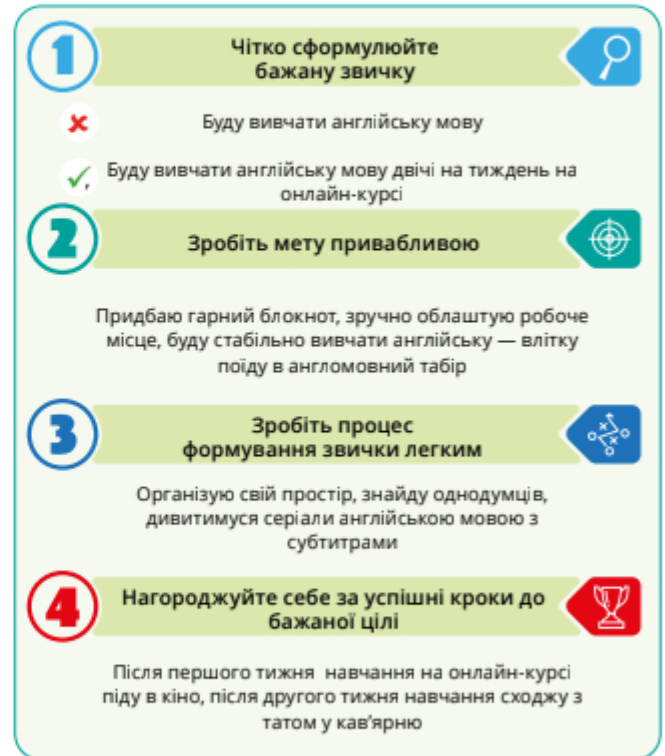 1
Чітко сформулюйте
бажану звичку
Буду вивчати англійську мову
Буду вивчати англійську мову двічі на тиждень на
онлайн-курсі
2
Зробіть мету привабливою
Придбаю гарний блокнот, зручно облаштую робоче
місце, буду стабільно вивчати англійську — влітку
поїду в англомовний табір
3
Зробіть процес
формування звички легким
Організую свій простір, знайду однодумців,
дивитимуся серіали англійською мовою з
субтитрами
4
Нагороджуйте себе за успішні кроки до
бажаної цілі
Після першого тижня навчання на онлайн-курсі
піду в кіно, після другого тижня навчання сходжу з
татом у кав’ярню